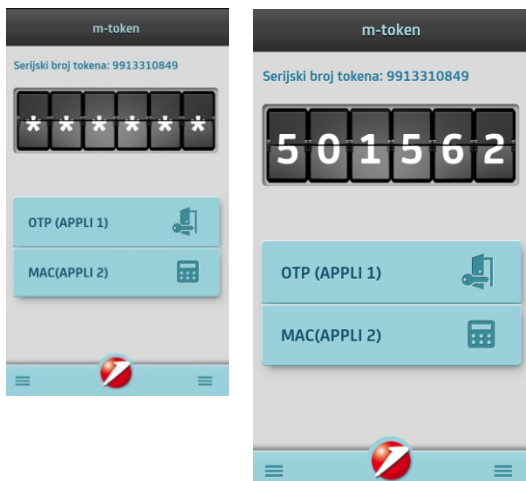 m-token
Serijski broj tokena: 9913310849
* * * * * *
OTP (APPLI 1)
MAC(APPLI 2)
m-token
Serijski broj tokena: 9913310849
501562
OTP (APPLI 1)
MAC(APPLI 2)